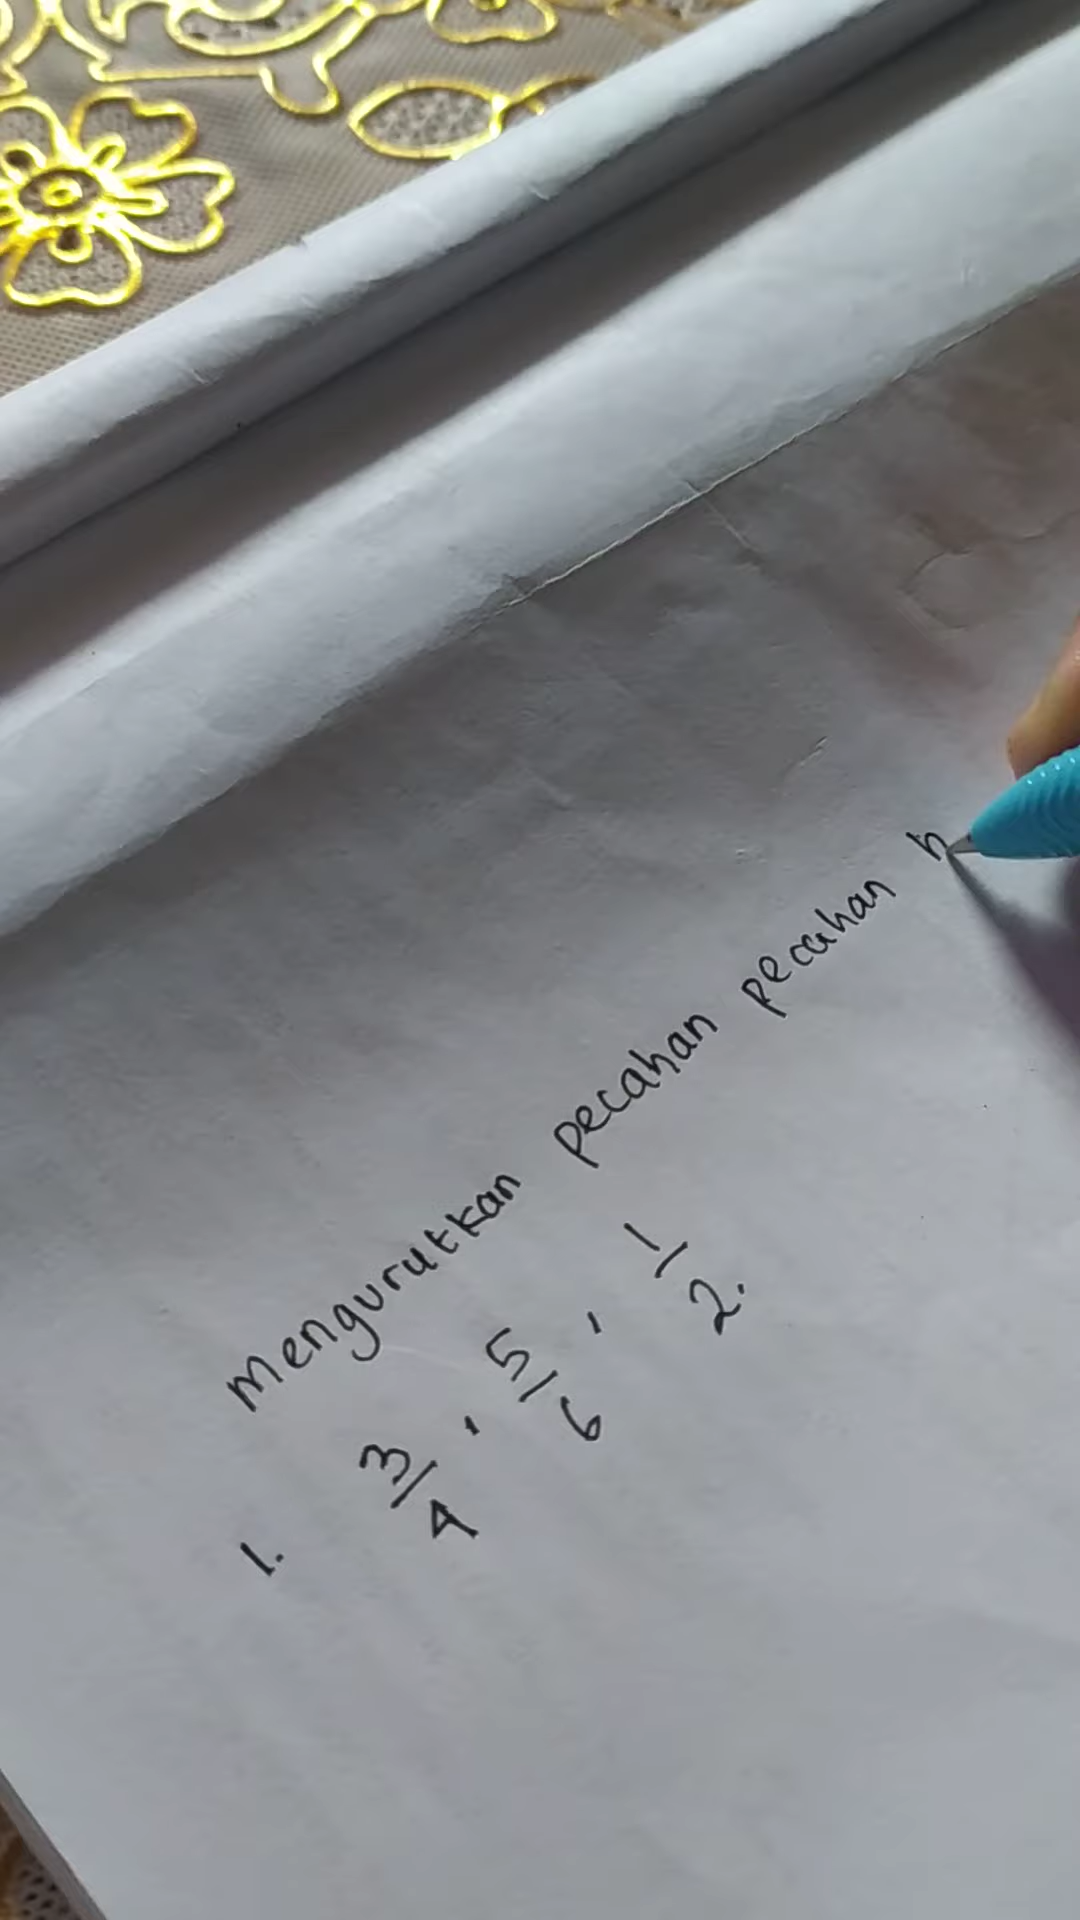 mengurutkan pecahan pecahan b
1. 3/4, 5/6, 1/2.